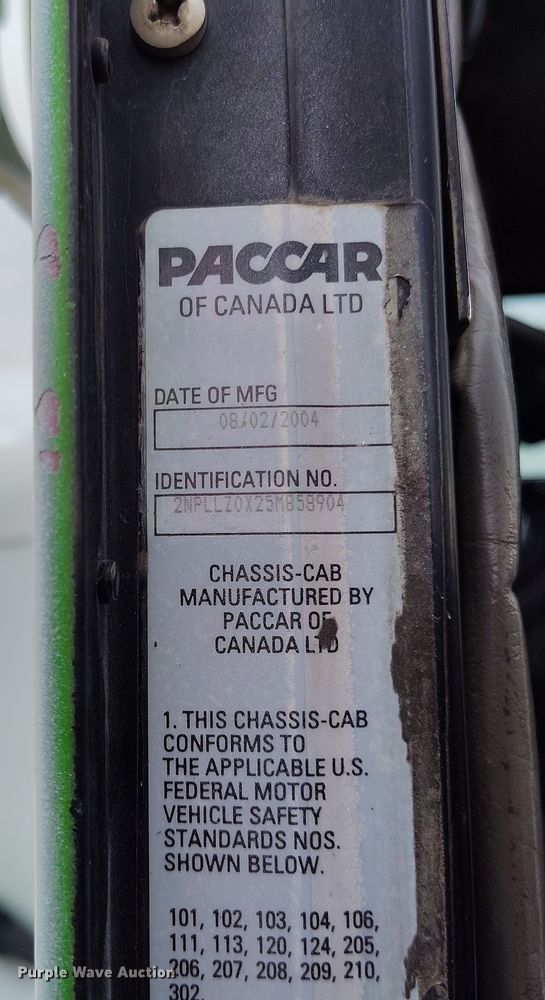 PACCAR
OF CANADA LTD
DATE OF MFG
08/02/2004
IDENTIFICATION NO.
2NPLLZ0X25M858904
CHASSIS-CAB
MANUFACTURED BY
PACCAR OF
CANADA LTD
1. THIS CHASSIS-CAB
CONFORMS TO
THE APPLICABLE U.S.
FEDERAL MOTOR
VEHICLE SAFETY
STANDARDS NOS.
SHOWN BELOW.
101, 102, 103, 104, 106,
111, 113, 120, 124, 205,
206, 207, 208, 209, 210,
302.
Purple Wave Auction